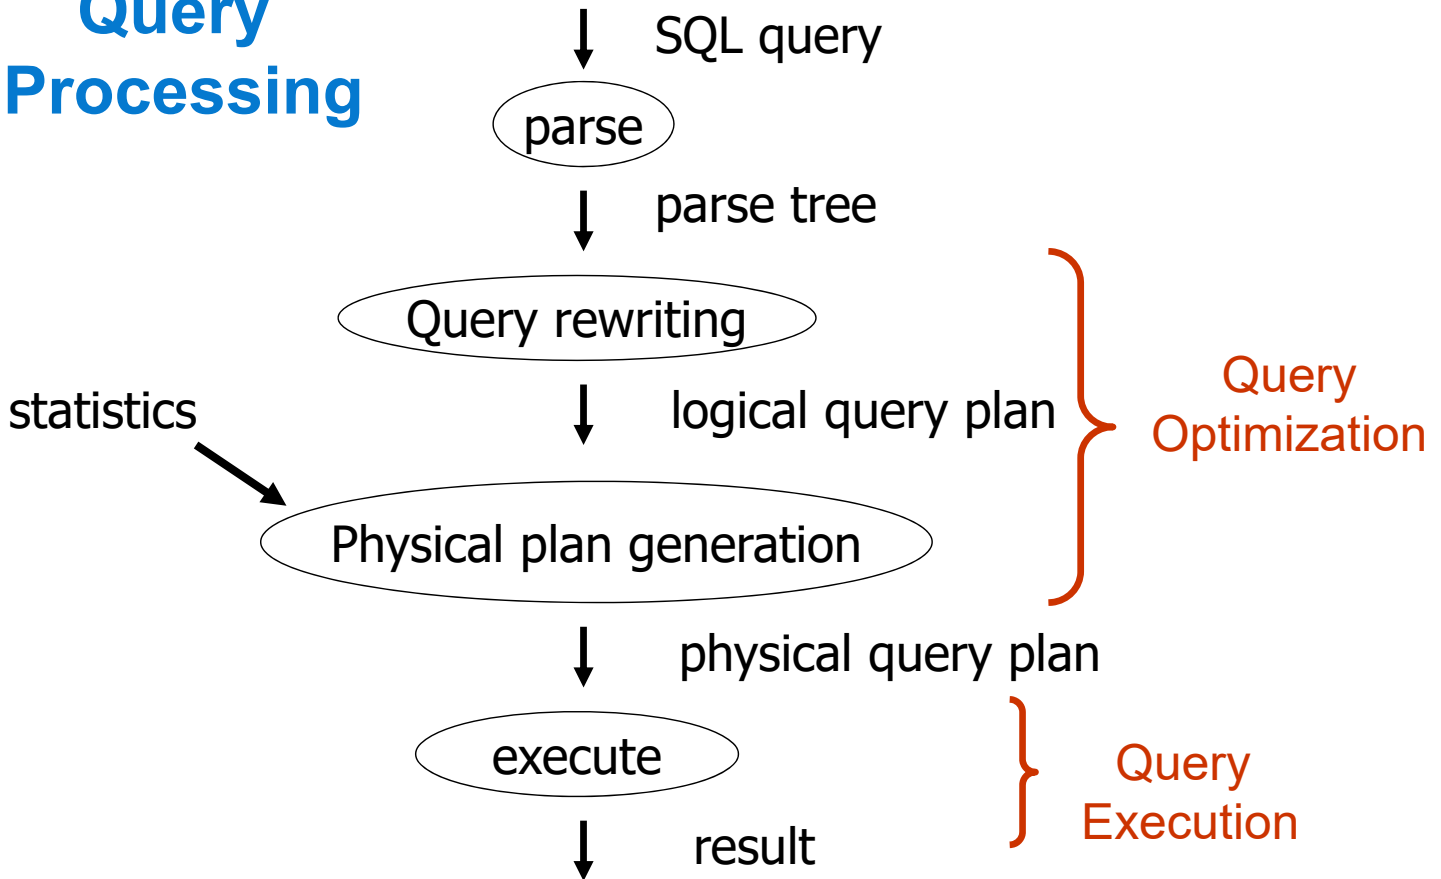 Query
Processing
SQL query
parse
parse tree
Query rewriting
statistics
logical query plan
Query
Optimization
Physical plan generation
physical query plan
execute
Query
Execution
result